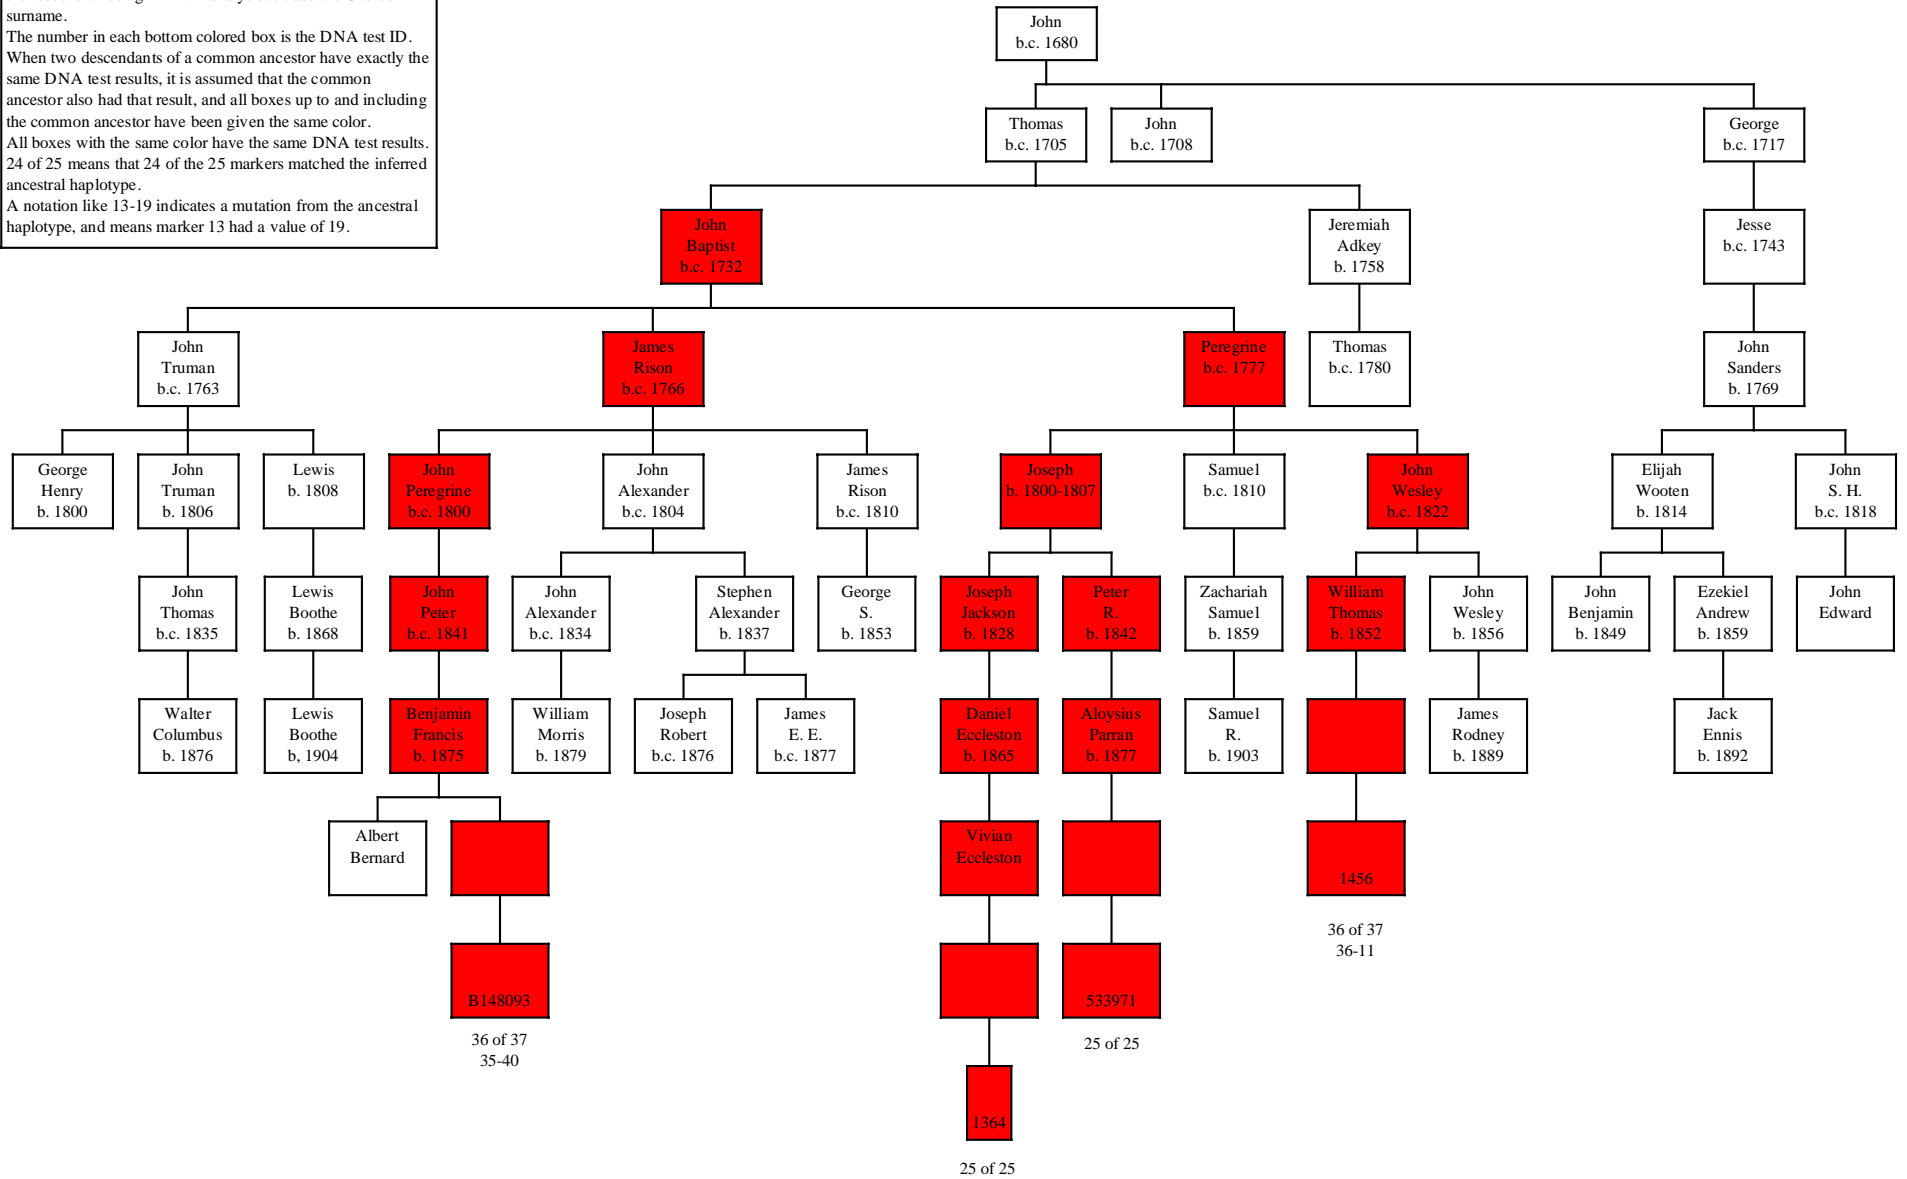 surname.
The number in each bottom colored box is the DNA test ID.
When two descendants of a common ancestor have exactly the
same DNA test results, it is assumed that the common
ancestor also had that result, and all boxes up to and including
the common ancestor have been given the same color.
All boxes with the same color have the same DNA test results.
24 of 25 means that 24 of the 25 markers matched the inferred
ancestral haplotype.
A notation like 13-19 indicates a mutation from the ancestral
haplotype, and means marker 13 had a value of 19.
John
b.c. 1680
Thomas
b.c. 1705
John
b.c. 1708
George
b.c. 1717
John
Baptist
b.c. 1732
Jeremiah
Adkey
b. 1758
Jesse
b.c. 1743
John
Truman
b.c. 1763
James
Rison
b.c. 1766
Peregrine
b.c. 1777
Thomas
b.c. 1780
John
Sanders
b. 1769
George
Henry
b. 1800
John
Truman
b. 1806
Lewis
b. 1808
John
Peregrine
b.c. 1800
John
Alexander
b.c. 1804
James
Rison
b.c. 1810
Joseph
b. 1800-1807
Samuel
b.c. 1810
John
Wesley
b.c. 1822
Elijah
Wooten
b. 1814
John
S. H.
b.c. 1818
John
Thomas
b.c. 1835
Lewis
Boothe
b. 1868
John
Peter
b.c. 1841
John
Alexander
b.c. 1834
Stephen
Alexander
b. 1837
George
S.
b. 1853
Joseph
Jackson
b. 1828
Peter
R.
b. 1842
Zachariah
Samuel
b. 1859
William
Thomas
b. 1852
John
Wesley
b. 1856
John
Benjamin
b. 1849
Ezekiel
Andrew
b. 1859
John
Edward
Walter
Columbus
b. 1876
Lewis
Boothe
b, 1904
Benjamin
Francis
b. 1875
William
Morris
b. 1879
Joseph
Robert
b.c. 1876
James
E. E.
b.c. 1877
Daniel
Eccleston
b. 1865
Aloysius
Parran
b. 1877
Samuel
R.
b. 1903
James
Rodney
b. 1889
Jack
Ennis
b. 1892
Albert
Bernard
Vivian
Eccleston
1456
36 of 37
36-11
B148093
36 of 37
35-40
533971
25 of 25
1364
25 of 25